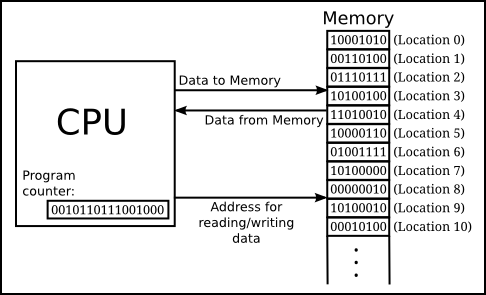 Memory
10001010 (Location 0)
00110100 (Location 1)
01110111 (Location 2)
10100100 (Location 3)
11010010 (Location 4)
10000110 (Location 5)
01001111 (Location 6)
10100000 (Location 7)
00000010 (Location 8)
10100010 (Location 9)
00010100 (Location 10)
Data to Memory
Data from Memory
CPU
Program
counter:
0010110111001000
Address for
reading/writing
data